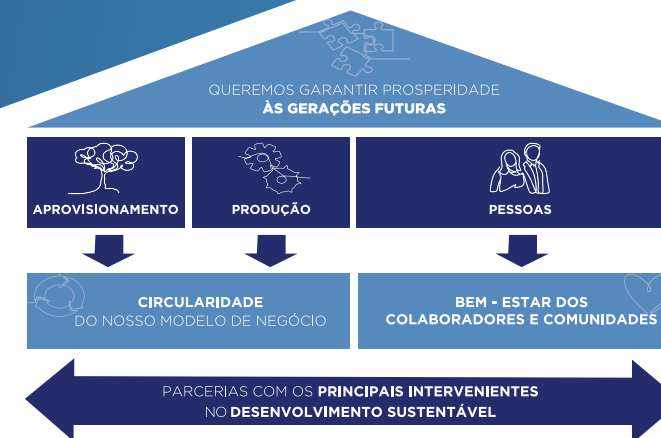 QUEREMOS GARANTIR PROSPERIDADE
ÀS GERAÇÕES FUTURAS
APROVISIONAMENTO
PRODUÇÃO
PESSOAS
CIRCULARIDADE
DO NOSSO MODELO DE NEGÓCIO
BEM - ESTAR DOS
COLABORADORES E COMUNIDADES
PARCERIAS COM OS PRINCIPAIS INTERVENIENTES
NO DESENVOLVIMENTO SUSTENTÁVEL